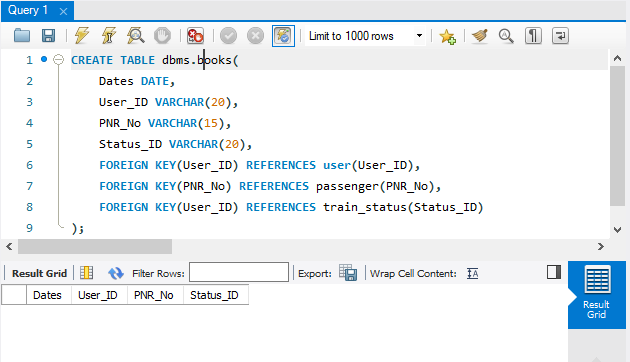 Query 1
Limit to 1000 rows
1 CREATE TABLE dbms.books(
2 Dates DATE,
3 User_ID VARCHAR(20),
4 PNR_No VARCHAR(15),
5 Status_ID VARCHAR(20),
6 FOREIGN KEY(User_ID) REFERENCES user(User_ID),
7 FOREIGN KEY(PNR_No) REFERENCES passenger(PNR_No),
8 FOREIGN KEY(User_ID) REFERENCES train_status(Status_ID)
9 );
Result Grid Filter Rows: Export: Wrap Cell Content: IA
Dates User_ID PNR_No Status_ID
Result
Grid